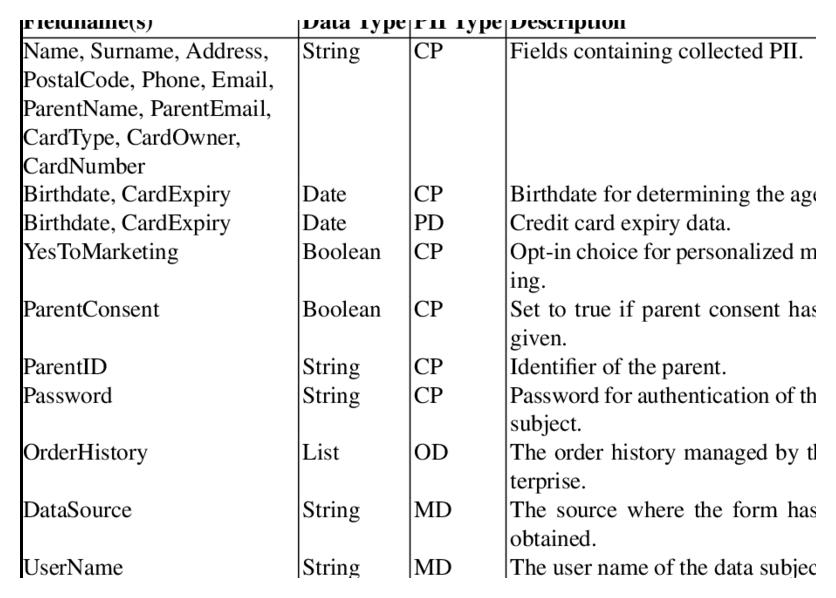 Fieldname(s) Data Type PII Type Description
Name, Surname, Address, String CP Fields containing collected PII.
PostalCode, Phone, Email,
ParentName, ParentEmail,
CardType, CardOwner,
CardNumber
Birthdate, CardExpiry Date CP Birthdate for determining the age
Birthdate, CardExpiry Date PD Credit card expiry data.
YesToMarketing Boolean CP Opt-in choice for personalized m
ing.
ParentConsent Boolean CP Set to true if parent consent has
given.
ParentID String CP Identifier of the parent.
Password String CP Password for authentication of th
subject.
OrderHistory List OD The order history managed by th
terprise.
DataSource String MD The source where the form has
obtained.
UserName String MD The user name of the data subjec